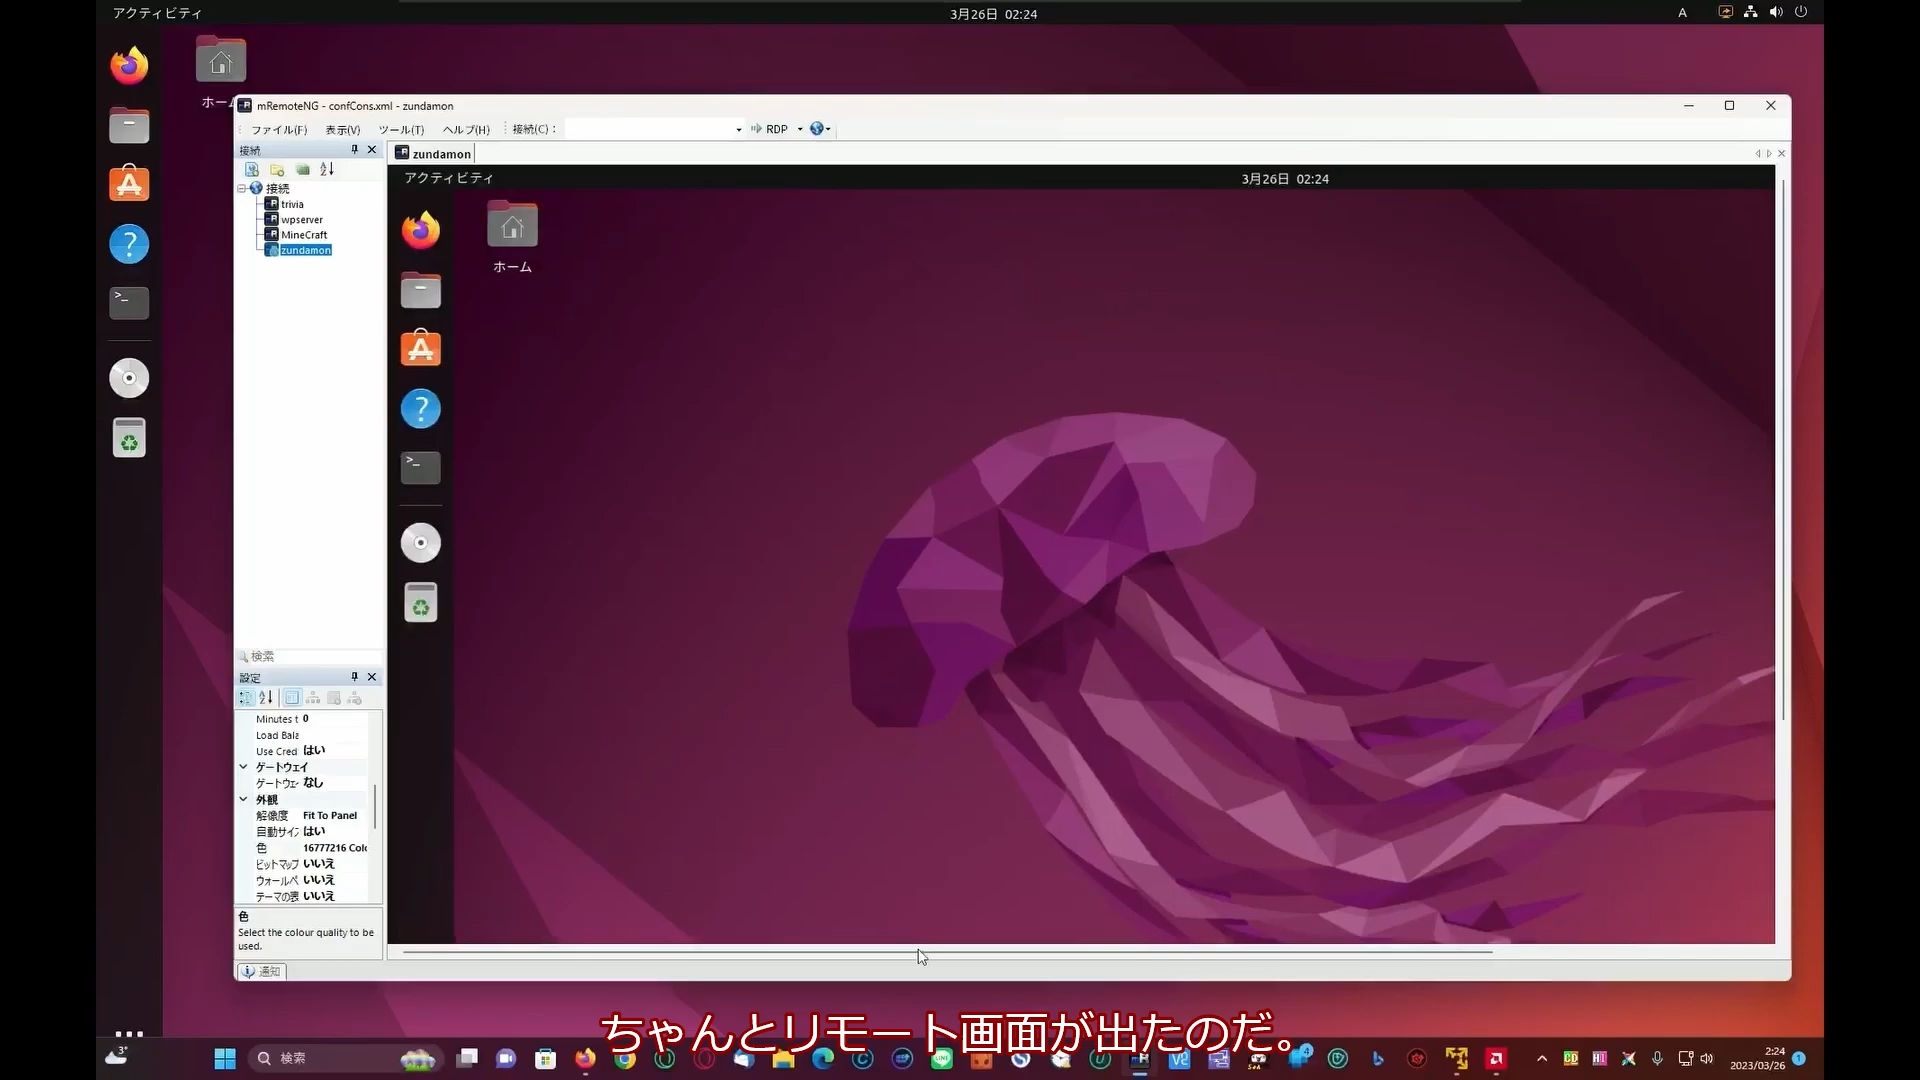 アクティビティ
3月26日 02:24
A
ホーム
mRemoteNG - confCons.xml - zundamon
ファイル(F) 表示(V) ツール(T) ヘルプ(H) 接続(C): RDP
接続
zundamon
アクティビティ
3月26日 02:24
接続
trivia
wpserver
MineCraft
zundamon
ホーム
検索
設定
Minutes t 0
Load Bala
Use Cred はい
ゲートウェイ
ゲートウェ なし
外観
解像度 Fit To Panel
自動サイズ はい
色 16777216 Colo
ビットマップ いいえ
ウォールペ いいえ
テーマの表 いいえ
色
Select the colour quality to be
used.
通知
ちゃんとリモート画面が出たのだ。
3°
検索
4
2:24
2023/03/26
1